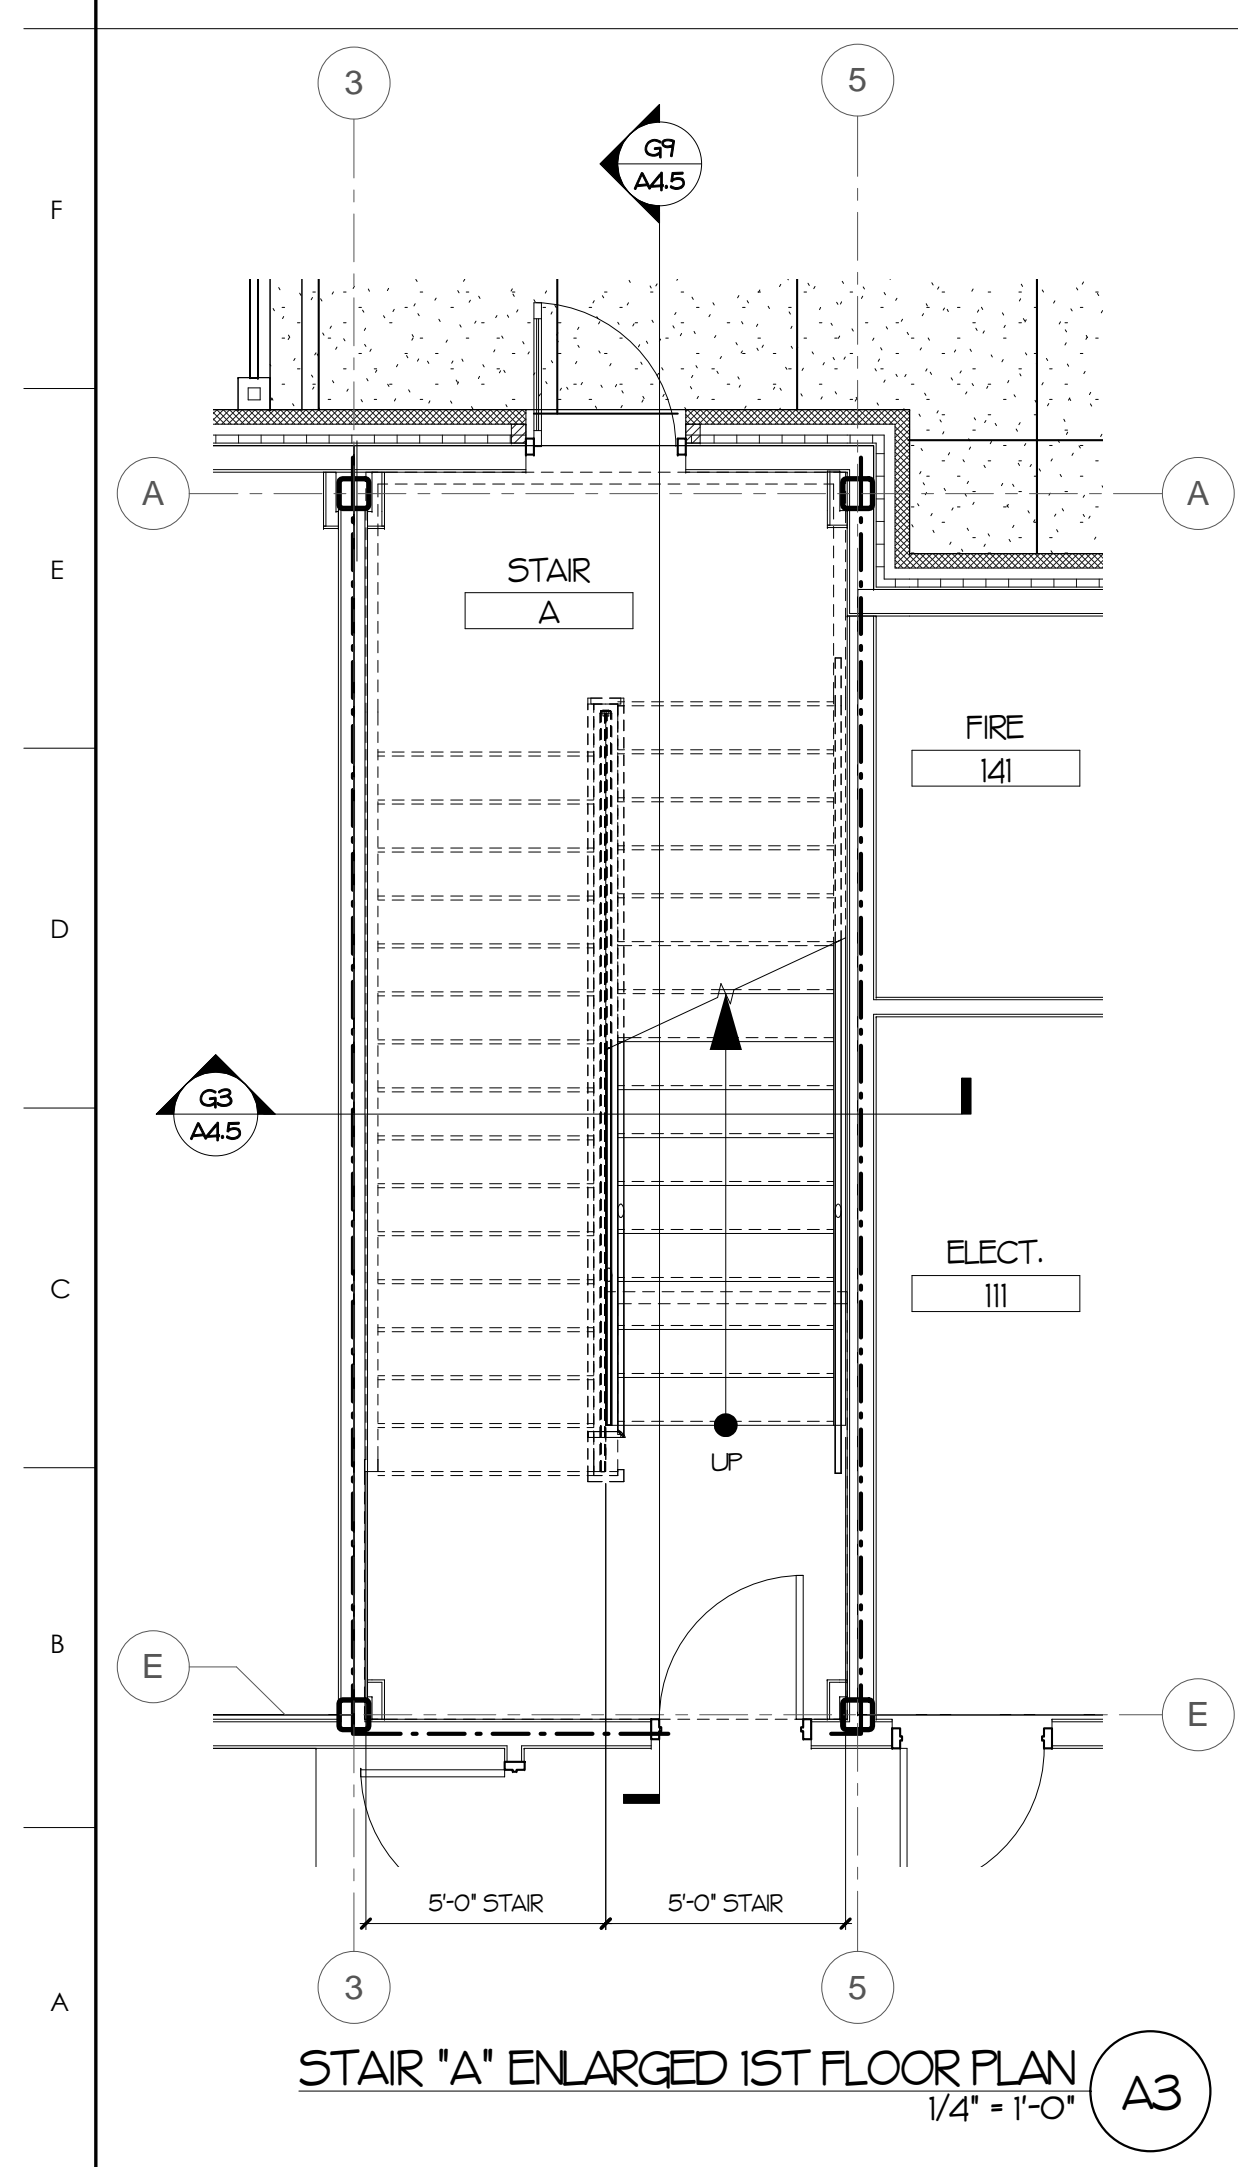 3
5
G9
A4.5
F
A
A
E
STAIR
A
FIRE
141
D
G3
A4.5
ELECT.
111
C
UP
B
E
E
5'-0" STAIR
5'-0" STAIR
3
5
A
STAIR "A" ENLARGED 1ST FLOOR PLAN
1/4" = 1'-0"
A3